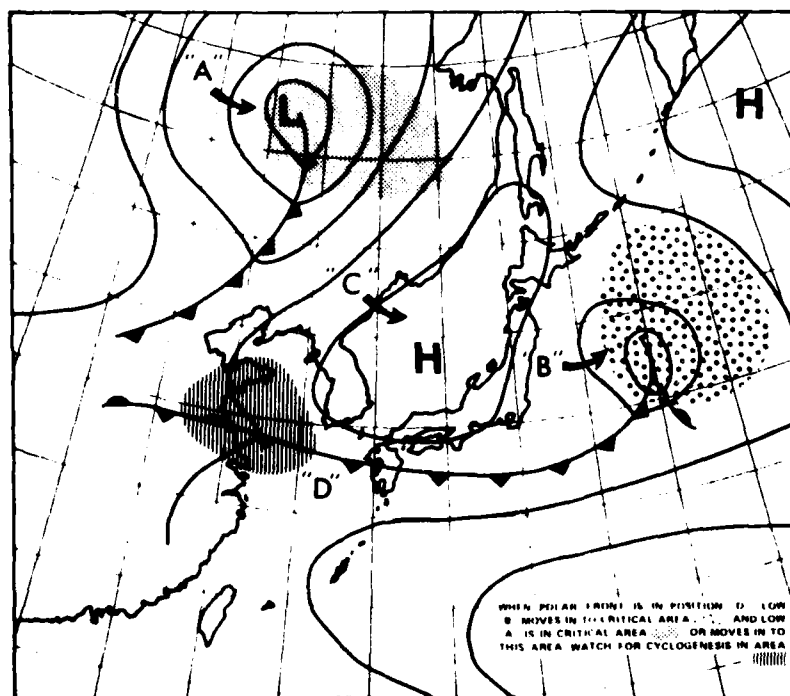 "A"
L
H
"C"
H
"B"
"D"
WHEN POLAR FRONT IS IN POSITION D LOW
B MOVES IN TO CRITICAL AREA AND LOW
A IS IN CRITICAL AREA OR MOVES IN TO
THIS AREA WATCH FOR CYCLOGENESIS IN AREA